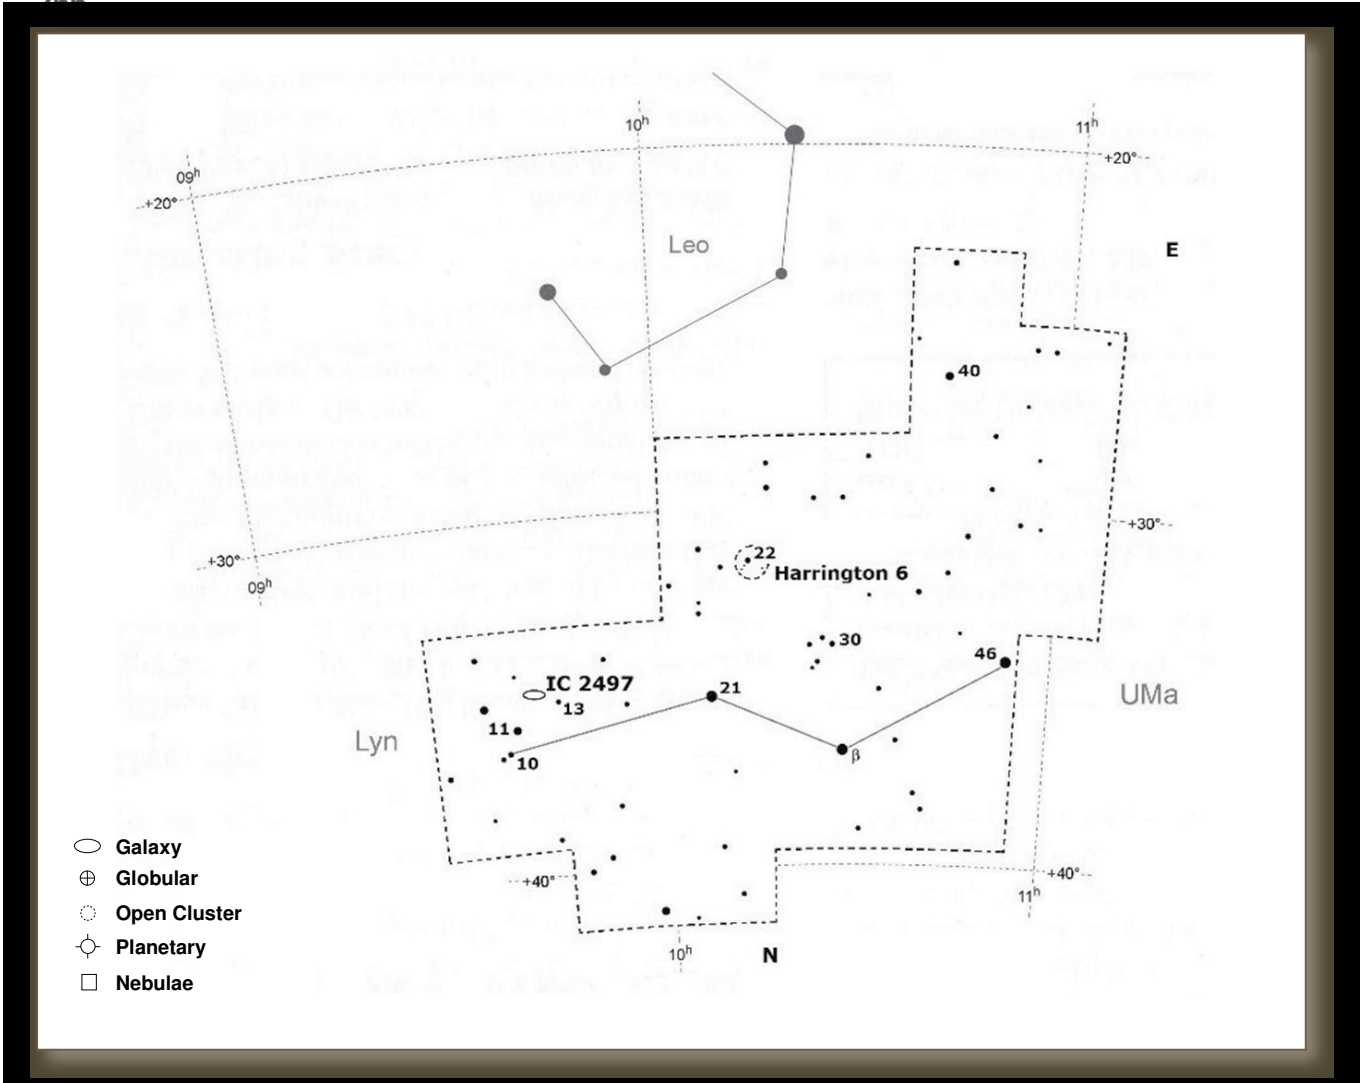 10h
11h
+20°
09h
+20°
Leo
E
40
+30°
22
Harrington 6
+30°
09h
30
46
IC 2497
21
13
UMa
11
Lyn
β
10
Galaxy
+40°
+40°
Globular
11h
Open Cluster
10h
N
Planetary
Nebulae